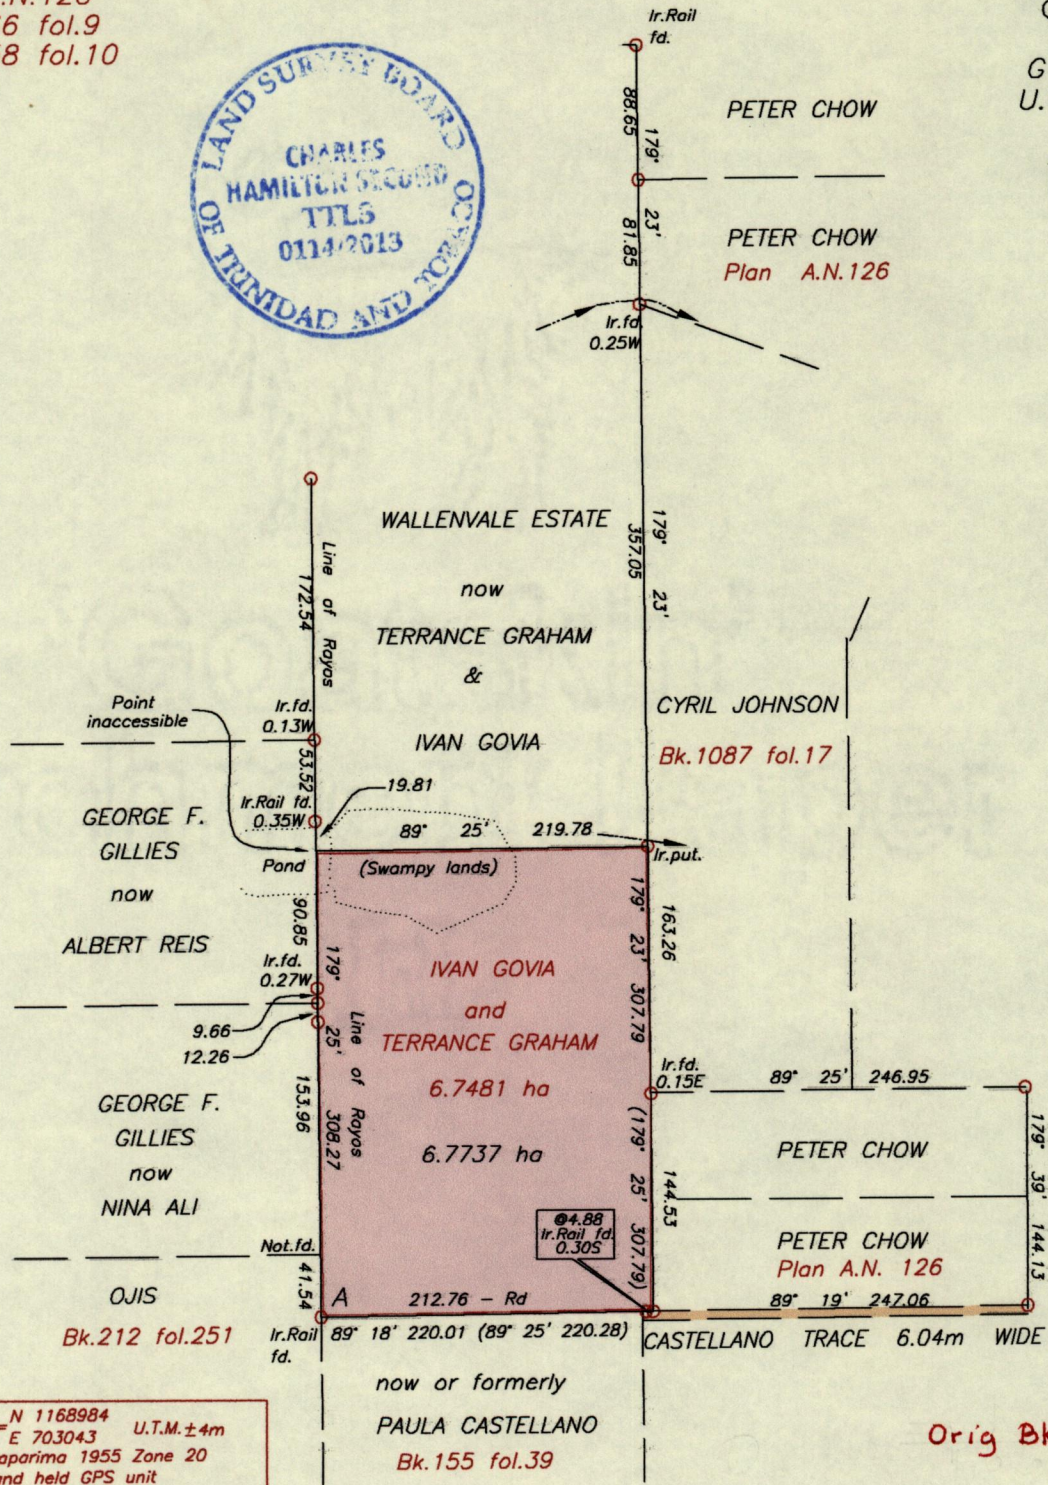 6 fol.9
8 fol.10
LAND SURVEY BOARD
OF TRINIDAD AND TOBAGO
CHARLES
HAMILTON SECOND
TTLS
0114/2013
Ir.Rail
fd.
G
U.
88.65
179°
PETER CHOW
23'
81.85
PETER CHOW
Plan A.N.126
Ir.fd.
0.25W
WALLENVALE ESTATE
now
TERRANCE GRAHAM
&
IVAN GOVIA
179° 23'
357.05
Line of Rayos
172.54
Point
inaccessible
Ir.fd.
0.13W
CYRIL JOHNSON
Bk.1087 fol.17
53.52
19.81
Ir.Rail fd.
0.35W
GEORGE F.
GILLIES
now
ALBERT REIS
89° 25' 219.78
Ir.put.
Pond
(Swampy lands)
90.85
179° 25' 308.27
Line of Rayos
Ir.fd.
0.27W
9.66
12.26
IVAN GOVIA
and
TERRANCE GRAHAM
6.7481 ha
6.7737 ha
179° 23' 307.79
163.26
Ir.fd.
0.15E
89° 25' 246.95
GEORGE F.
GILLIES
now
NINA ALI
153.96
(179° 25' 307.79)
144.53
PETER CHOW
179° 39'
144.13
@4.88
Ir.Rail fd.
0.30S
PETER CHOW
Plan A.N. 126
Not.fd.
41.54
OJIS
Bk.212 fol.251
A
212.76 - Rd
89° 19' 247.06
Ir.Rail
fd.
89° 18' 220.01 (89° 25' 220.28)
CASTELLANO TRACE 6.04m WIDE
now or formerly
PAULA CASTELLANO
Bk.155 fol.39
= N 1168984
E 703043
U.T.M.±4m
aparima 1955 Zone 20
and held GPS unit
Orig Bk